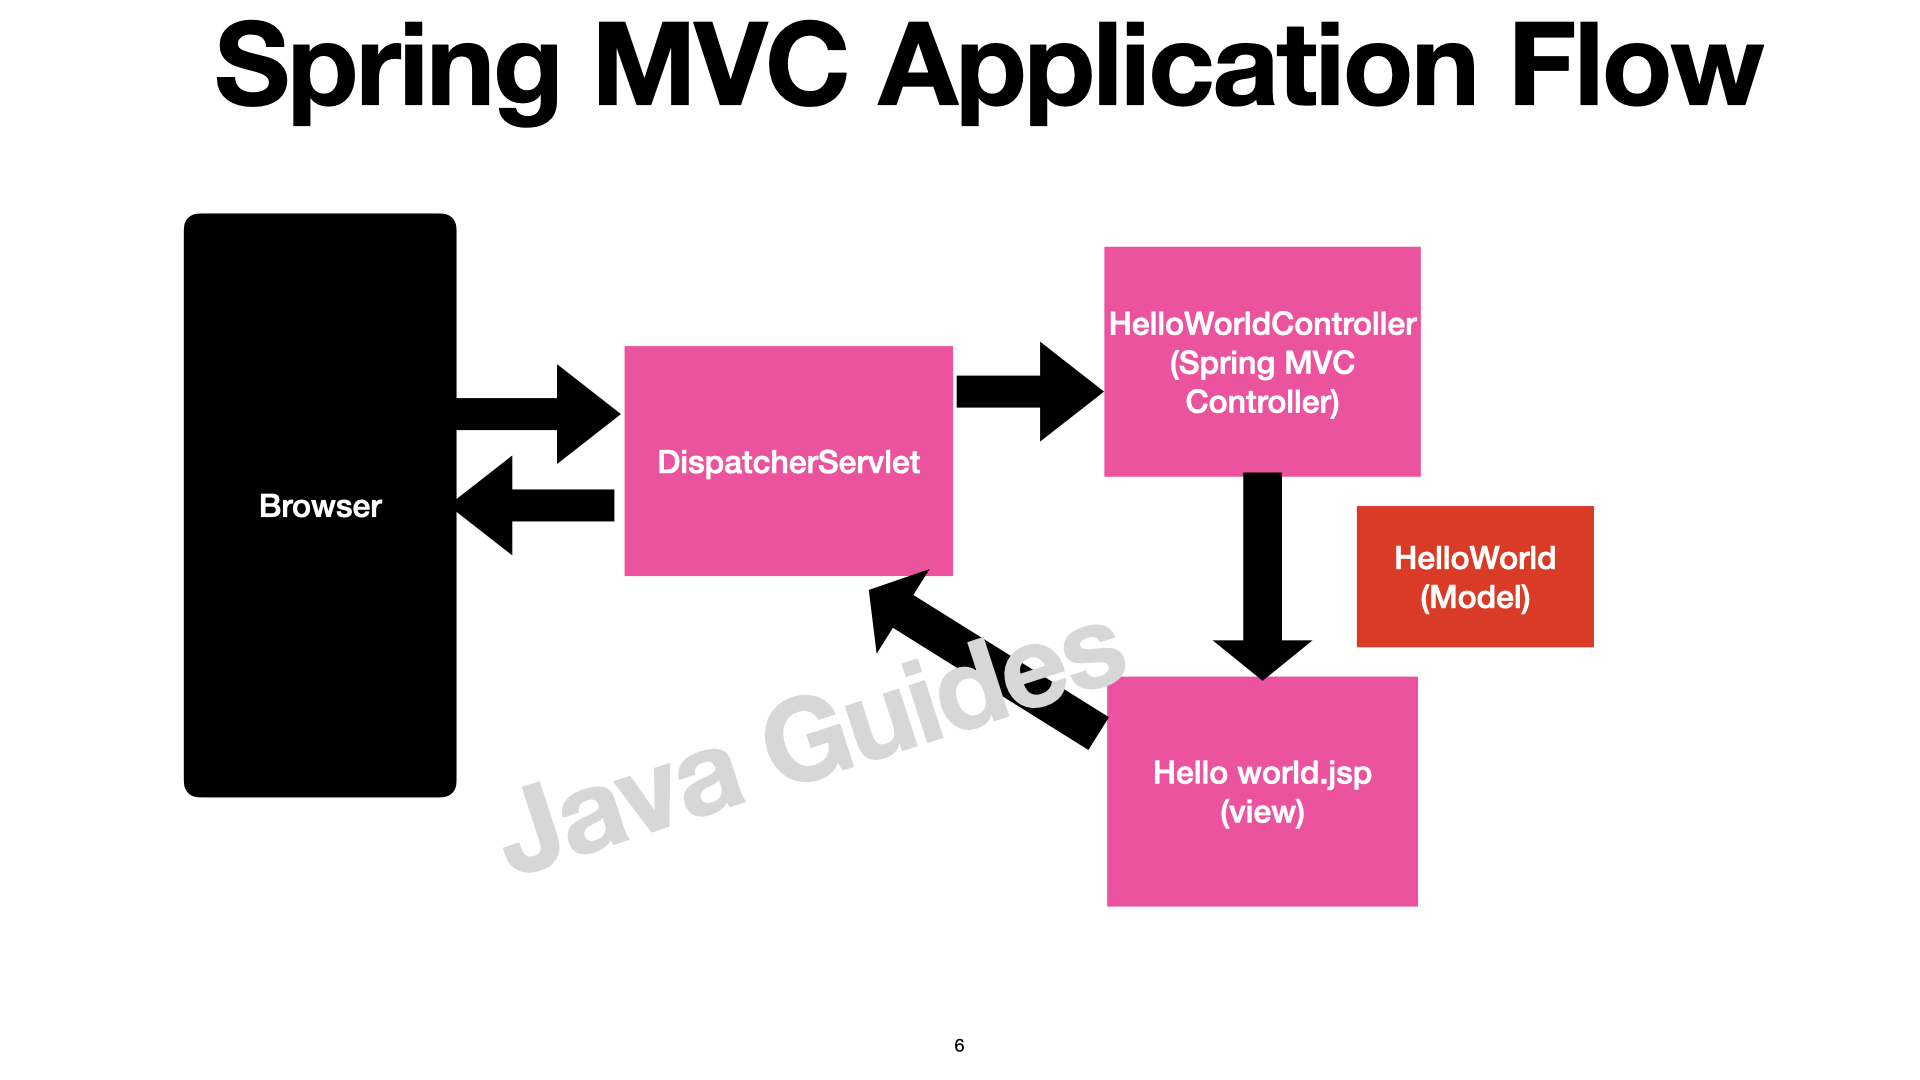 Spring MVC Application Flow
Browser
DispatcherServlet
HelloWorldController
(Spring MVC
Controller)
HelloWorld
(Model)
Hello world.jsp
(view)
Java Guides
6